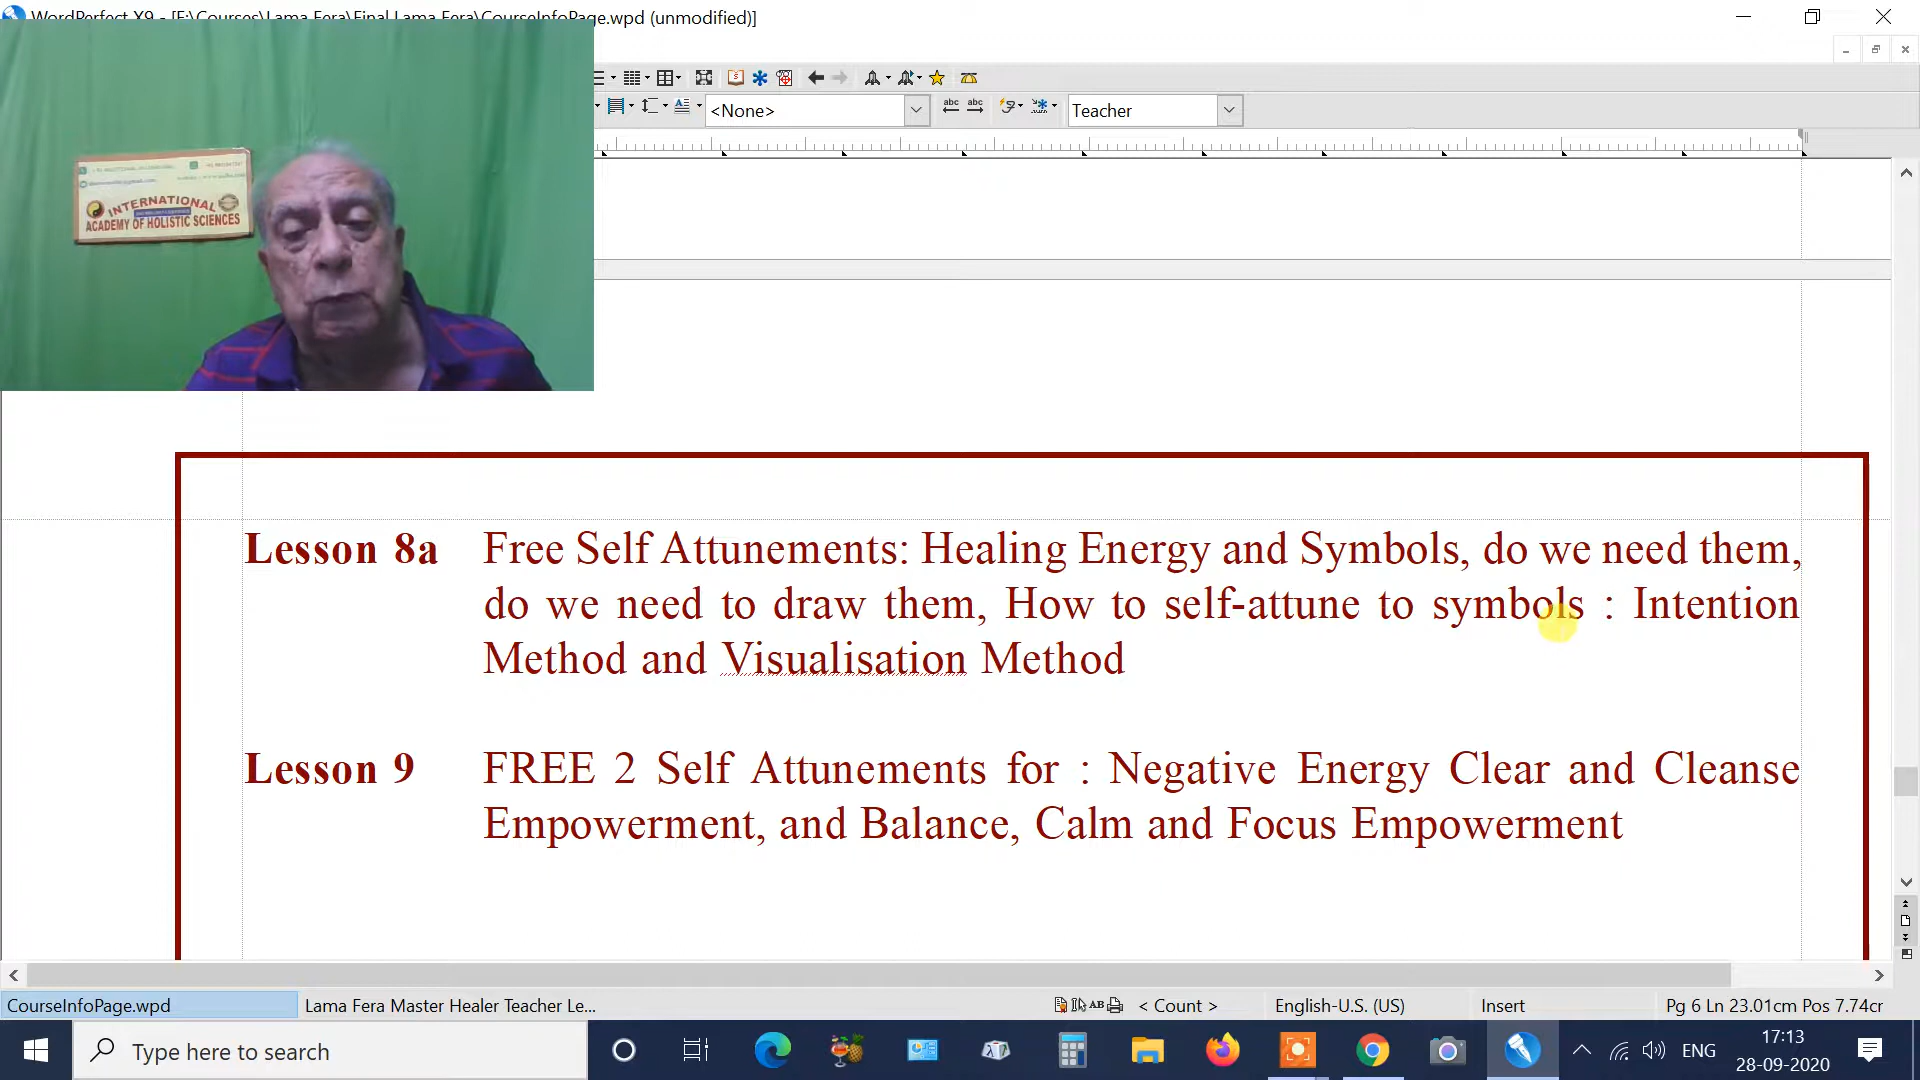 WordPerfect X9 - [F:\Courses\Lama Fera\Final Lama Fera\CourseInfoPage.wpd (unmodified)]
<None>
Teacher
INTERNATIONAL
ACADEMY OF HOLISTIC SCIENCES
Lesson 8a Free Self Attunements: Healing Energy and Symbols, do we need them,
do we need to draw them, How to self-attune to symbols : Intention
Method and Visualisation Method
Lesson 9 FREE 2 Self Attunements for : Negative Energy Clear and Cleanse
Empowerment, and Balance, Calm and Focus Empowerment
CourseInfoPage.wpd Lama Fera Master Healer Teacher Le... < Count > English-U.S. (US) Insert Pg 6 Ln 23.01cm Pos 7.74cr
Type here to search
ENG
17:13
28-09-2020